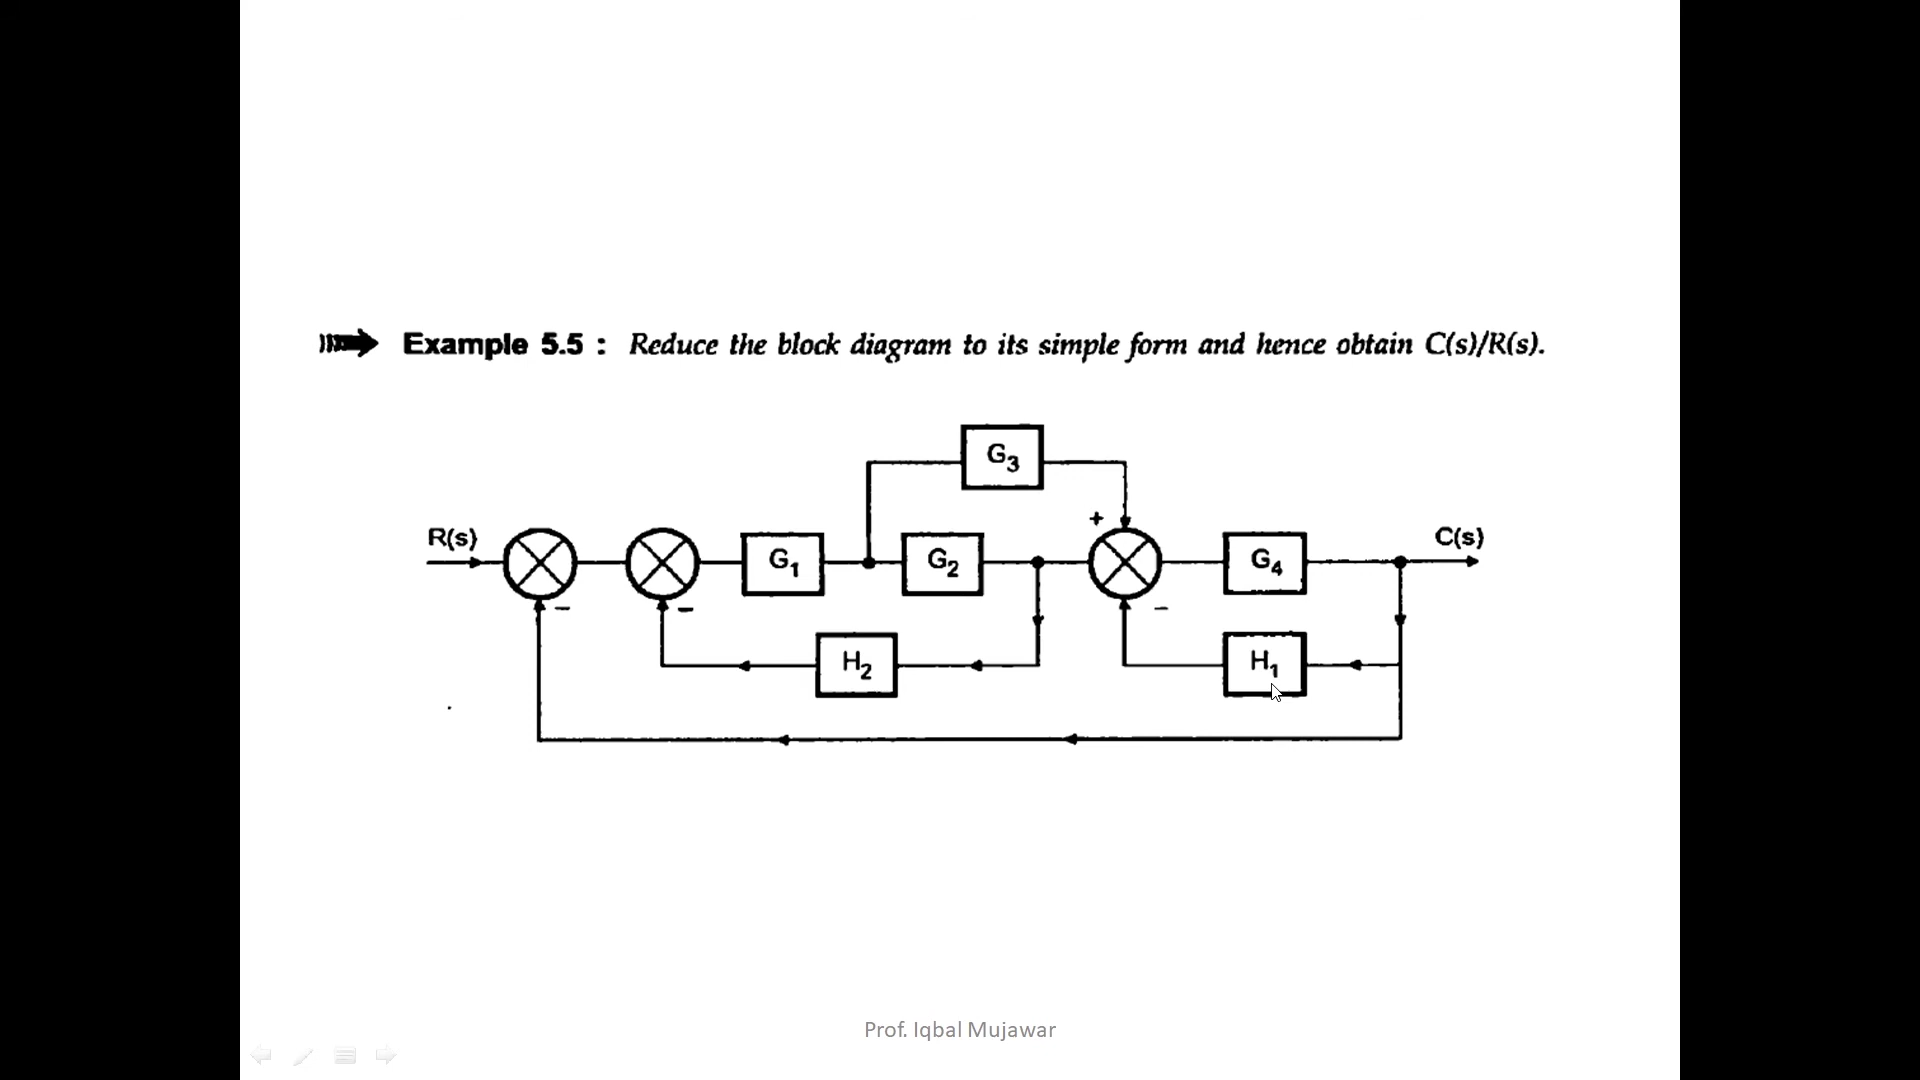 Example 5.5 : Reduce the block diagram to its simple form and hence obtain C(s)/R(s).
G3
+
R(s)
G1
G2
G4
C(s)
–
–
–
H2
H1
Prof. Iqbal Mujawar